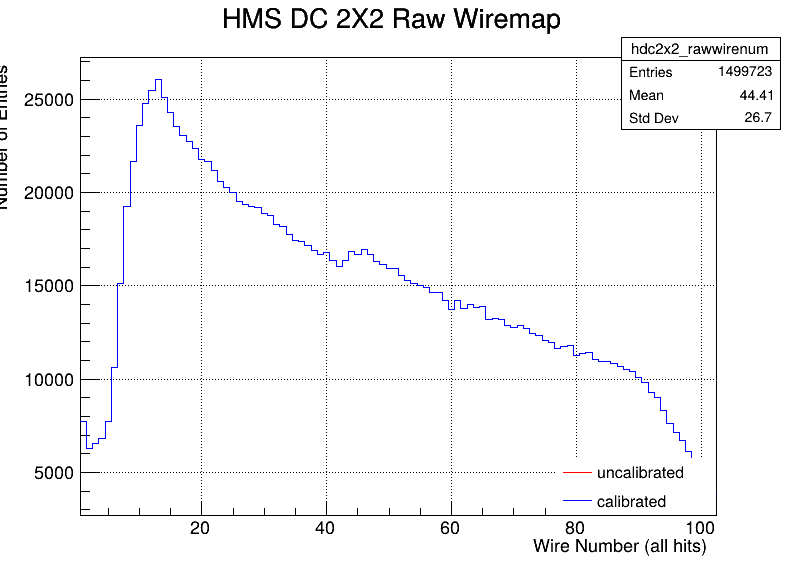 HMS DC 2X2 Raw Wiremap
hdc2x2_rawwirenum
Entries 1499723
Mean 44.41
Std Dev 26.7
Number of Entries
25000
20000
15000
10000
5000
uncalibrated
calibrated
20 40 60 80 100
Wire Number (all hits)